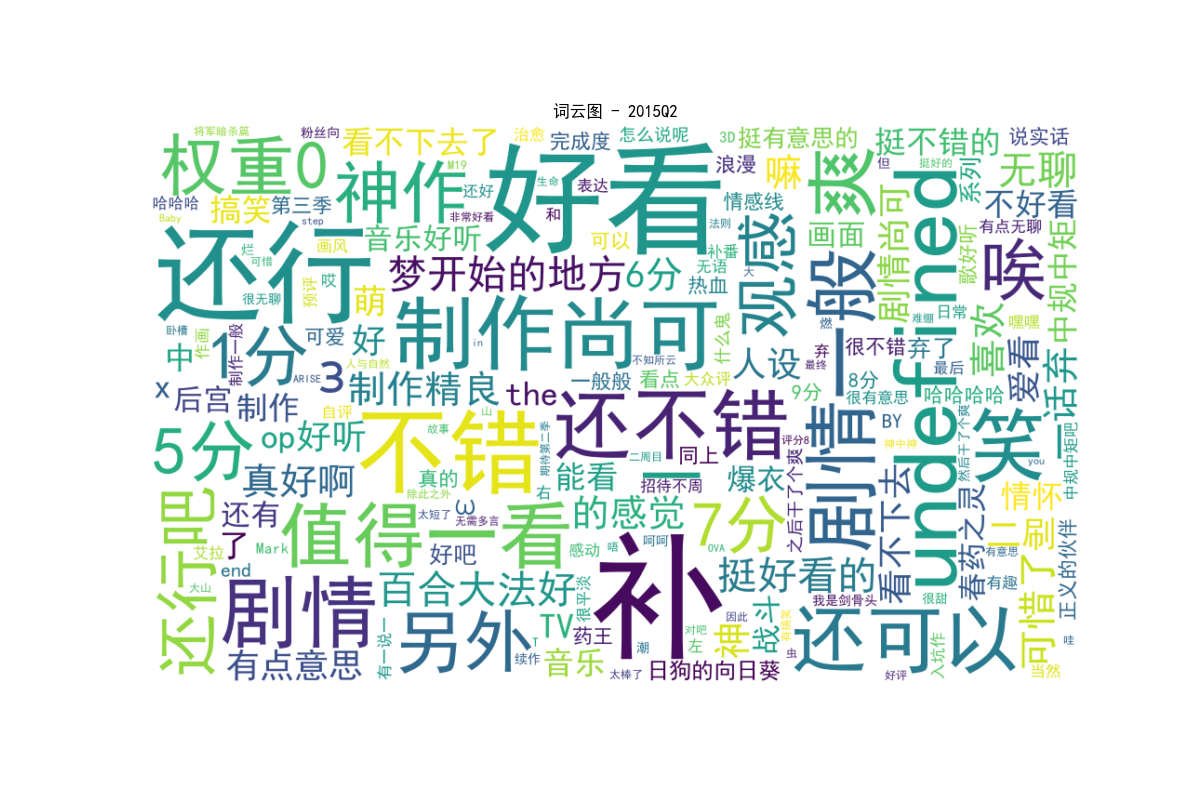 词云图 - 2015Q2
将军暗杀篇
粉丝向
看不下去了
治愈
完成度
怎么说呢
3D
挺有意思的
挺不错的
说实话
权重0
神作
M19
好看
浪漫
嘛
爽
但
挺好的
系列
无聊
还好
生命
表达
undefined
哈哈哈
搞笑
第三季
Baby
step
非常好看
和
情感线
剧情尚可
不好看
还行
画风
音乐好听
可以
法则
观感
画面
歌好听
有点无聊
中规中矩
烂
可惜
哎
梦开始的地方
6分
补番
无语
大
剧情一般
唉
很无聊
预评
萌
热血
日常
难绷
嘿嘿
卧槽
作画
制作一般
1分
可爱
好
制作尚可
什么鬼
人设
燃
喜欢
爱看
中
人与自然
in
不知所云
弃
最终
很不错
弃了
最后
一话弃
x
后宫
制作
ARISE
3
制作精良
the
一般般
看点
大众评
9分
8分
很有意思
哈哈哈哈
自评
不错
山
还不错
BY
神中神
笑
5分
op好听
故事
期待第二季
二周目
同上
评分8
然后干了个爽
you
中规中矩吧
真好啊
真的
除此之外
右
能看
招待不周
爆衣
之后干了个爽
看不下去
春药之灵
情怀
二刷
还行吧
还有
了
值得一看
太短了
无需多言
ω
的感觉
7分
正义的伙伴
艾拉
Mark
好吧
感动
唔
呵呵
OVA
有意思
end
大山
剧情
百合大法好
很平淡
补
挺好看的
我是剑骨头
很甜
有趣
可惜了
有点意思
有一说一
另外
T
续作
TV
音乐
药王
潮
对吧
左
神
因此
战斗
有搞笑
虫
还可以
入坑作
哇
太棒了
日狗的向日葵
好评
当然